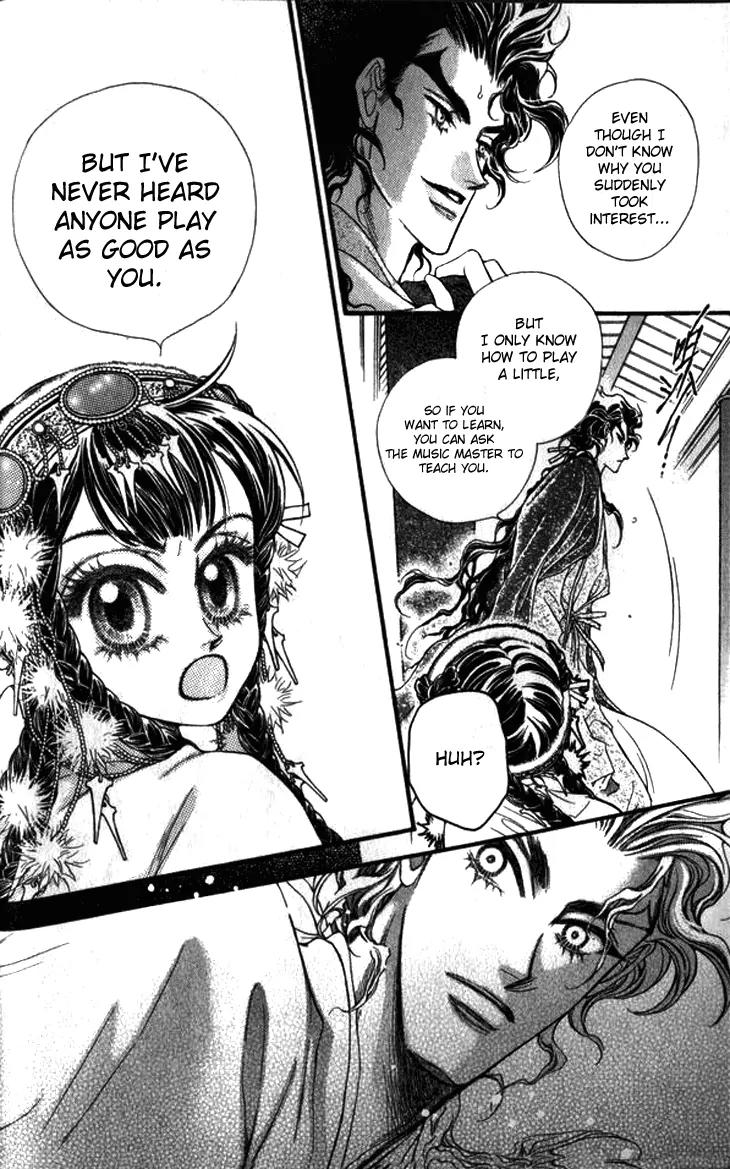 EVEN
THOUGH I
DON'T KNOW
WHY YOU
SUDDENLY
TOOK
INTEREST...
BUT
I ONLY KNOW
HOW TO PLAY
A LITTLE,
SO IF YOU
WANT TO LEARN,
YOU CAN ASK
THE MUSIC MASTER TO
TEACH YOU.
HUH?
BUT I'VE
NEVER HEARD
ANYONE PLAY
AS GOOD AS
YOU.